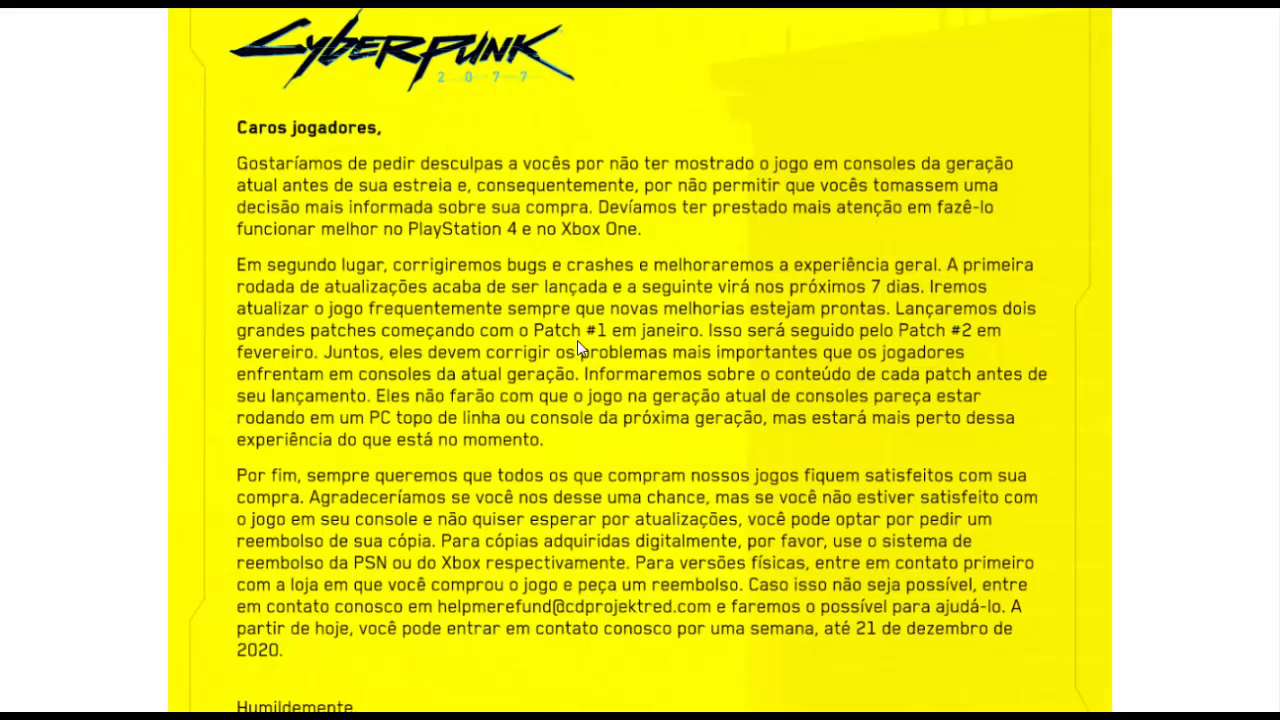 Cyberpunk
2077
Caros jogadores,
Gostaríamos de pedir desculpas a vocês por não ter mostrado o jogo em consoles da geração
atual antes de sua estreia e, consequentemente, por não permitir que vocês tomassem uma
decisão mais informada sobre sua compra. Devíamos ter prestado mais atenção em fazê-lo
funcionar melhor no PlayStation 4 e no Xbox One.
Em segundo lugar, corrigiremos bugs e crashes e melhoraremos a experiência geral. A primeira
rodada de atualizações acaba de ser lançada e a seguinte virá nos próximos 7 dias. Iremos
atualizar o jogo frequentemente sempre que novas melhorias estejam prontas. Lançaremos dois
grandes patches começando com o Patch #1 em janeiro. Isso será seguido pelo Patch #2 em
fevereiro. Juntos, eles devem corrigir os problemas mais importantes que os jogadores
enfrentam em consoles da atual geração. Informaremos sobre o conteúdo de cada patch antes de
seu lançamento. Eles não farão com que o jogo na geração atual de consoles pareça estar
rodando em um PC topo de linha ou console da próxima geração, mas estará mais perto dessa
experiência do que está no momento.
Por fim, sempre queremos que todos os que compram nossos jogos fiquem satisfeitos com sua
compra. Agradeceríamos se você nos desse uma chance, mas se você não estiver satisfeito com
o jogo em seu console e não quiser esperar por atualizações, você pode optar por pedir um
reembolso de sua cópia. Para cópias adquiridas digitalmente, por favor, use o sistema de
reembolso da PSN ou do Xbox respectivamente. Para versões físicas, entre em contato primeiro
com a loja em que você comprou o jogo e peça um reembolso. Caso isso não seja possível, entre
em contato conosco em helpmerefund@cdprojektred.com e faremos o possível para ajudá-lo. A
partir de hoje, você pode entrar em contato conosco por uma semana, até 21 de dezembro de
2020.
Humildemente